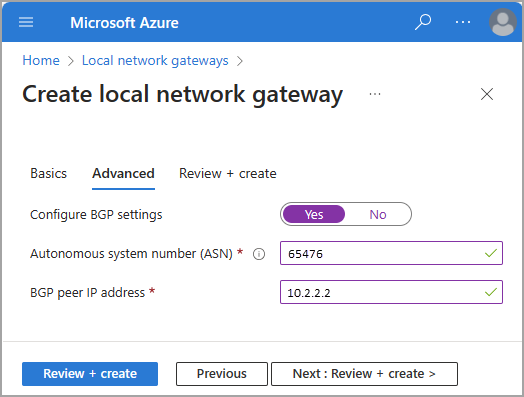 Microsoft Azure
Home > Local network gateways >
Create local network gateway ...
Basics Advanced Review + create
Configure BGP settings Yes No
Autonomous system number (ASN) * 65476
BGP peer IP address * 10.2.2.2
Review + create Previous Next : Review + create >